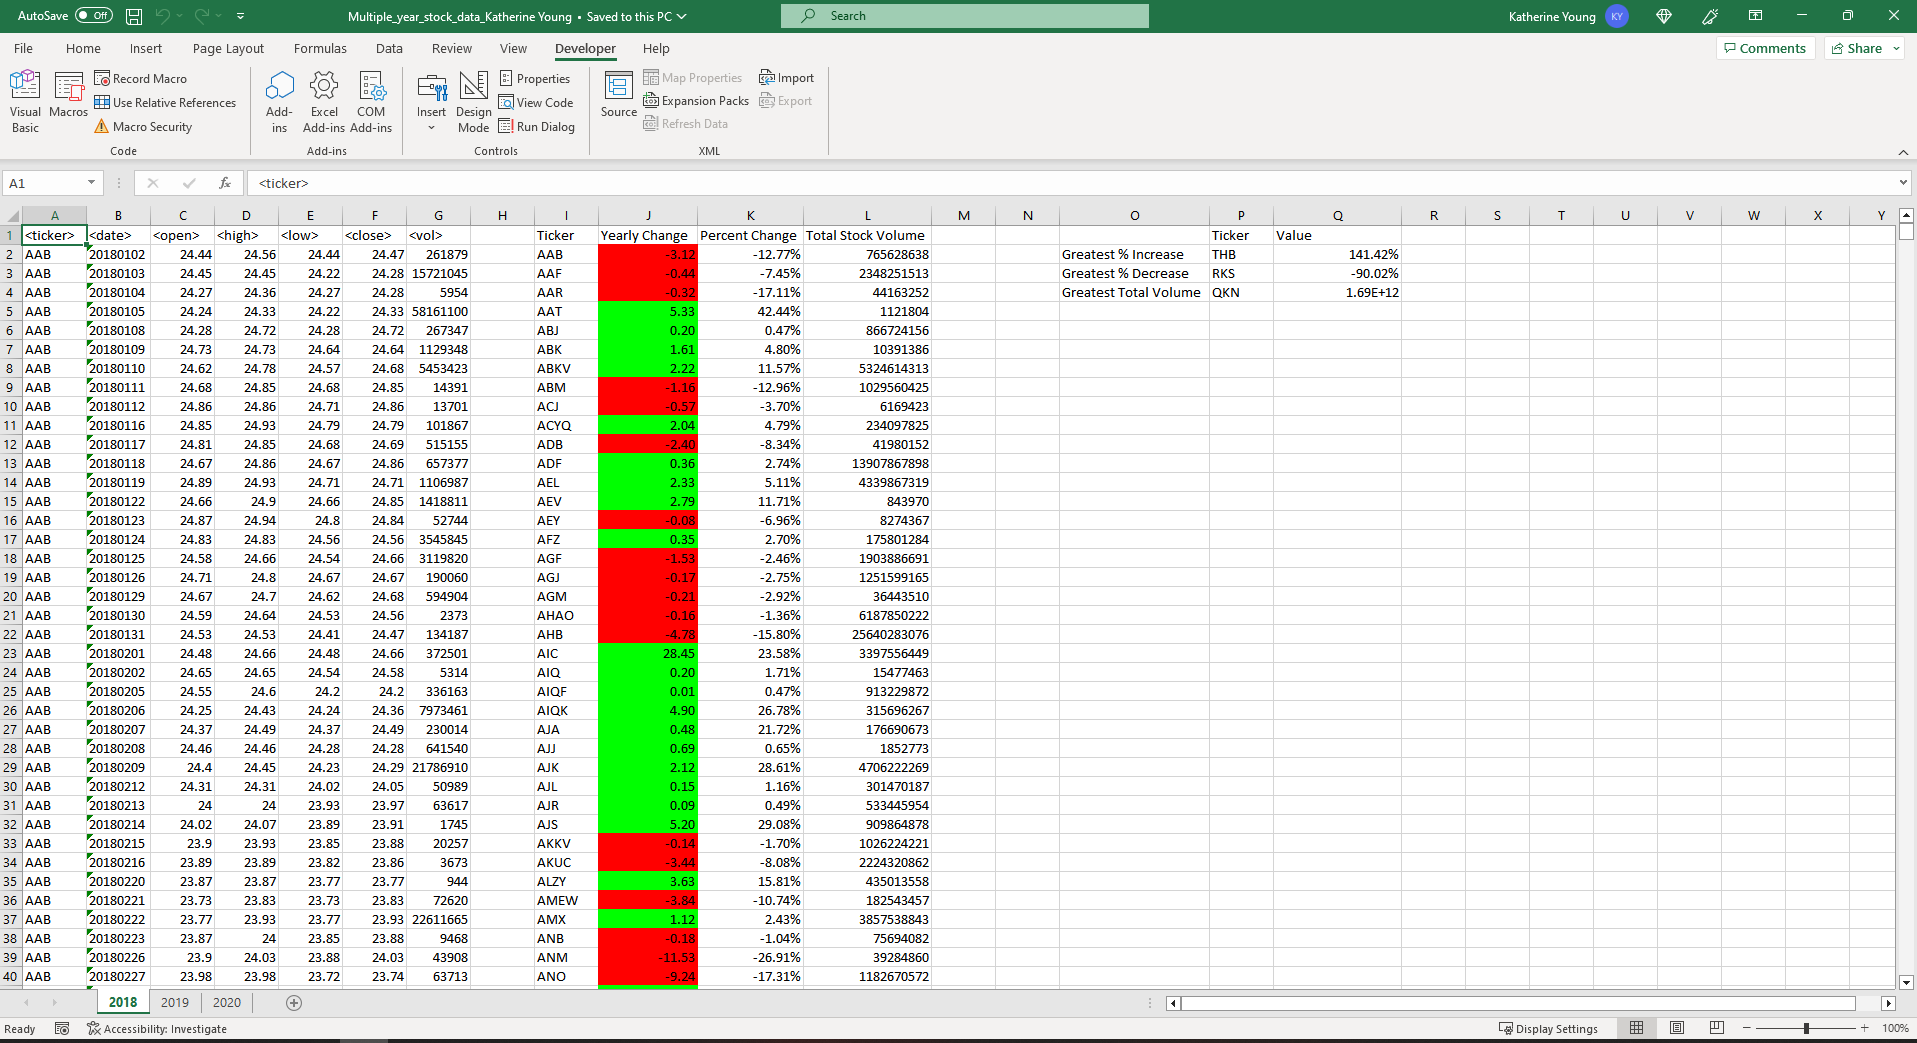 AutoSave Off Multiple_year_stock_data_Katherine Young • Saved to this PC Search Katherine Young KY
File Home Insert Page Layout Formulas Data Review View Developer Help Comments Share
Visual Basic Macros Record Macro Use Relative References Macro Security Code
Add-ins Excel Add-ins COM Add-ins Add-ins
Insert Design Mode Properties View Code Run Dialog Controls
Source Map Properties Expansion Packs Refresh Data Import Export XML
A1 fx <ticker>
A B C D E F G H I J K L M N O P Q R S T U V W X Y
1 <ticker> <date> <open> <high> <low> <close> <vol> Ticker Yearly Change Percent Change Total Stock Volume Ticker Value
2 AAB 20180102 24.44 24.56 24.44 24.47 261879 AAB -3.12 -12.77% 765628638 Greatest % Increase THB 141.42%
3 AAB 20180103 24.45 24.45 24.22 24.28 15721045 AAF -0.44 -7.45% 2348251513 Greatest % Decrease RKS -90.02%
4 AAB 20180104 24.27 24.36 24.27 24.28 5954 AAR -0.32 -17.11% 44163252 Greatest Total Volume QKN 1.69E+12
5 AAB 20180105 24.24 24.33 24.22 24.33 58161100 AAT 5.33 42.44% 1121804
6 AAB 20180108 24.28 24.72 24.28 24.72 267347 ABJ 0.20 0.47% 866724156
7 AAB 20180109 24.73 24.73 24.64 24.64 1129348 ABK 1.61 4.80% 10391386
8 AAB 20180110 24.62 24.78 24.57 24.68 5453423 ABKV 2.22 11.57% 5324614313
9 AAB 20180111 24.68 24.85 24.68 24.85 14391 ABM -1.16 -12.96% 1029560425
10 AAB 20180112 24.86 24.86 24.71 24.86 13701 ACJ -0.57 -3.70% 6169423
11 AAB 20180116 24.85 24.93 24.79 24.79 101867 ACYQ 2.04 4.79% 234097825
12 AAB 20180117 24.81 24.85 24.68 24.69 515155 ADB -2.40 -8.34% 41980152
13 AAB 20180118 24.67 24.86 24.67 24.86 657377 ADF 0.36 2.74% 13907867898
14 AAB 20180119 24.89 24.93 24.71 24.71 1106987 AEL 2.33 5.11% 4339867319
15 AAB 20180122 24.66 24.9 24.66 24.85 1418811 AEV 2.79 11.71% 843970
16 AAB 20180123 24.87 24.94 24.8 24.84 52744 AEY -0.08 -6.96% 8274367
17 AAB 20180124 24.83 24.83 24.56 24.56 3545845 AFZ 0.35 2.70% 175801284
18 AAB 20180125 24.58 24.66 24.54 24.66 3119820 AGF -1.53 -2.46% 1903886691
19 AAB 20180126 24.71 24.8 24.67 24.67 190060 AGJ -0.17 -2.75% 1251599165
20 AAB 20180129 24.67 24.7 24.62 24.68 594904 AGM -0.21 -2.92% 36443510
21 AAB 20180130 24.59 24.64 24.53 24.56 2373 AHAO -0.16 -1.36% 6187850222
22 AAB 20180131 24.53 24.53 24.41 24.47 134187 AHB -4.78 -15.80% 25640283076
23 AAB 20180201 24.48 24.66 24.48 24.66 372501 AIC 28.45 23.58% 3397556449
24 AAB 20180202 24.65 24.65 24.54 24.58 5314 AIQ 0.20 1.71% 15477463
25 AAB 20180205 24.55 24.6 24.2 24.2 336163 AIQF 0.01 0.47% 913229872
26 AAB 20180206 24.25 24.43 24.24 24.36 7973461 AIQK 4.90 26.78% 315696267
27 AAB 20180207 24.37 24.49 24.37 24.49 230014 AJA 0.48 21.72% 176690673
28 AAB 20180208 24.46 24.46 24.28 24.28 641540 AJJ 0.69 0.65% 1852773
29 AAB 20180209 24.4 24.45 24.23 24.29 21786910 AJK 2.12 28.61% 4706222269
30 AAB 20180212 24.31 24.31 24.02 24.05 50989 AJL 0.15 1.16% 301470187
31 AAB 20180213 24 24 23.93 23.97 63617 AJR 0.09 0.49% 533445954
32 AAB 20180214 24.02 24.07 23.89 23.91 1745 AJS 5.20 29.08% 909864878
33 AAB 20180215 23.9 23.93 23.85 23.88 20257 AKKV -0.14 -1.70% 1026224221
34 AAB 20180216 23.89 23.89 23.82 23.86 3673 AKUC -3.44 -8.08% 2224320862
35 AAB 20180220 23.87 23.87 23.77 23.77 944 ALZY 3.63 15.81% 435013558
36 AAB 20180221 23.73 23.83 23.73 23.83 72620 AMEW -3.84 -10.74% 182543457
37 AAB 20180222 23.77 23.93 23.77 23.93 22611665 AMX 1.12 2.43% 3857538843
38 AAB 20180223 23.87 24 23.85 23.88 9468 ANB -0.18 -1.04% 75694082
39 AAB 20180226 23.9 24.03 23.88 24.03 43908 ANM -11.53 -26.91% 39284860
40 AAB 20180227 23.98 23.98 23.72 23.74 63713 ANO -9.24 -17.31% 1182670572
2018 2019 2020
Ready Accessibility: Investigate Display Settings 100%